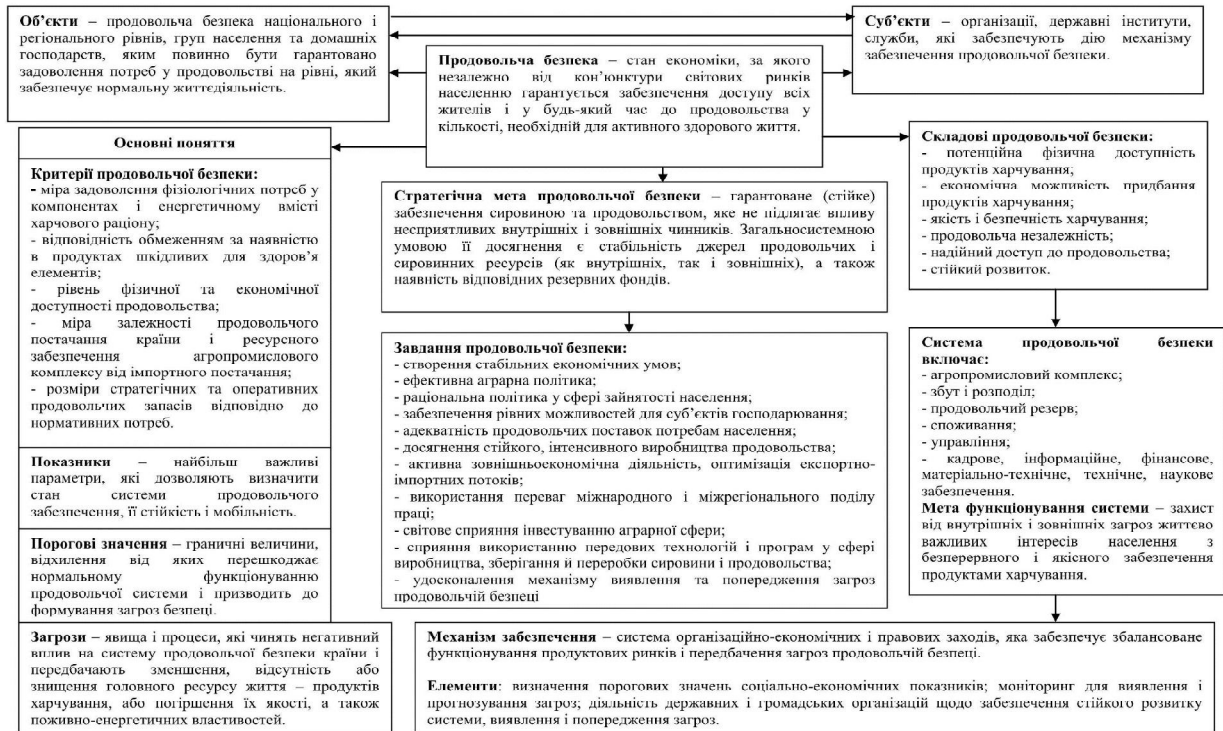 Об’єкти – продовольча безпека національного і
регіонального рівнів, груп населення та домашніх
господарств, яким повинно бути гарантовано
задоволення потреб у продовольстві на рівні, який
забезпечує нормальну життєдіяльність.
Суб’єкти – організації, державні інститути,
служби, які забезпечують дію механізму
забезпечення продовольчої безпеки.
Продовольча безпека – стан економіки, за якого
незалежно від кон’юнктури світових ринків
населенню гарантується забезпечення доступу всіх
жителів і у будь-який час до продовольства у
кількості, необхідній для активного здорового життя.
Основні поняття
Критерії продовольчої безпеки:
- міра задоволення фізіологічних потреб у
компонентах і енергетичному вмісті
харчового раціону;
- відповідність обмеженням за наявністю
в продуктах шкідливих для здоров’я
елементів;
- рівень фізичної та економічної
доступності продовольства;
- міра залежності продовольчого
постачання країни і ресурсного
забезпечення агропромислового
комплексу від імпортного постачання;
- розміри стратегічних та оперативних
продовольчих запасів відповідно до
нормативних потреб.
Показники – найбільш важливі
параметри, які дозволяють визначити
стан системи продовольчого
забезпечення, її стійкість і мобільність.
Порогові значення – граничні величини,
відхилення від яких перешкоджає
нормальному функціонуванню
продовольчої системи і призводить до
формування загроз безпеці.
Загрози – явища і процеси, які чинять негативний
вплив на систему продовольчої безпеки країни і
передбачають зменшення, відсутність або
знищення головного ресурсу життя – продуктів
харчування, або погіршення їх якості, а також
поживно-енергетичних властивостей.
Стратегічна мета продовольчої безпеки – гарантоване (стійке)
забезпечення сировиною та продовольством, яке не підлягає впливу
несприятливих внутрішніх і зовнішніх чинників. Загальносистемною
умовою її досягнення є стабільність джерел продовольчих і
сировинних ресурсів (як внутрішніх, так і зовнішніх), а також
наявність відповідних резервних фондів.
Завдання продовольчої безпеки:
- створення стабільних економічних умов;
- ефективна аграрна політика;
- раціональна політика у сфері зайнятості населення;
- забезпечення рівних можливостей для суб’єктів господарювання;
- адекватність продовольчих поставок потребам населення;
- досягнення стійкого, інтенсивного виробництва продовольства;
- активна зовнішньоекономічна діяльність, оптимізація експортно-
імпортних потоків;
- використання переваг міжнародного і міжрегіонального поділу
праці;
- світове сприяння інвестуванню аграрної сфери;
- сприяння використанню передових технологій і програм у сфері
виробництва, зберігання й переробки сировини і продовольства;
- удосконалення механізму виявлення та попередження загроз
продовольчій безпеці
Складові продовольчої безпеки:
- потенційна фізична доступність
продуктів харчування;
- економічна можливість придбання
продуктів харчування;
- якість і безпечність харчування;
- продовольча незалежність;
- надійний доступ до продовольства;
- стійкий розвиток.
Система продовольчої безпеки
включає:
- агропромисловий комплекс;
- збут і розподіл;
- продовольчий резерв;
- споживання;
- управління;
- кадрове, інформаційне, фінансове,
матеріально-технічне, технічне, наукове
забезпечення.
Мета функціонування системи – захист
від внутрішніх і зовнішніх загроз життєво
важливих інтересів населення з
безперервного і якісного забезпечення
продуктами харчування.
Механізм забезпечення – система організаційно-економічних і правових заходів, яка забезпечує збалансоване
функціонування продуктових ринків і передбачення загроз продовольчій безпеці.
Елементи: визначення порогових значень соціально-економічних показників; моніторинг для виявлення і
прогнозування загроз; діяльність державних і громадських організацій щодо забезпечення стійкого розвитку
системи, виявлення і попередження загроз.